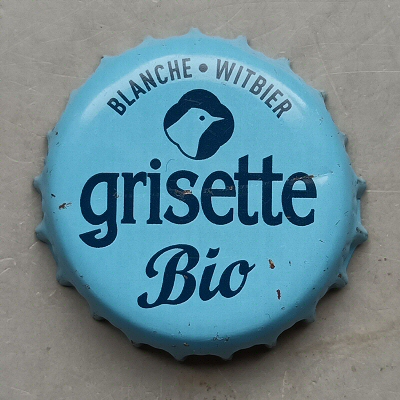 BLANCHE • WITBIER
grisette
Bio